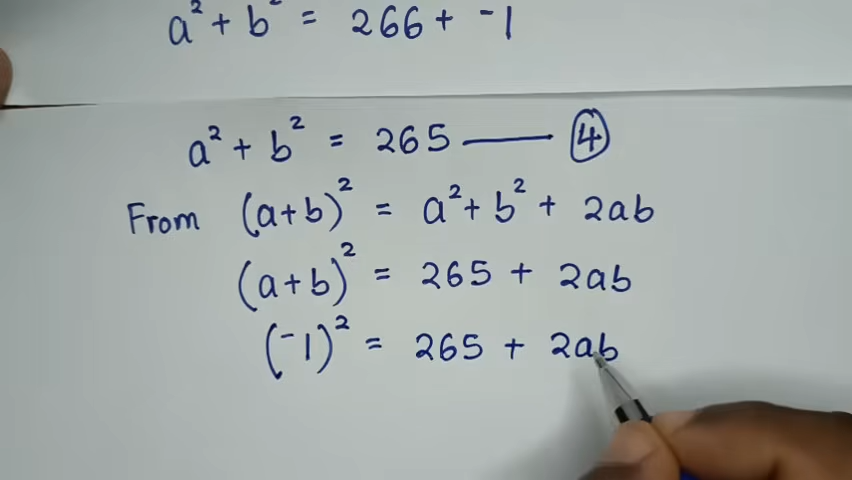 a² + b² = 266 + ⁻1
a² + b² = 265 —— ④
From (a+b)² = a² + b² + 2ab
(a+b)² = 265 + 2ab
(⁻1)² = 265 + 2ab